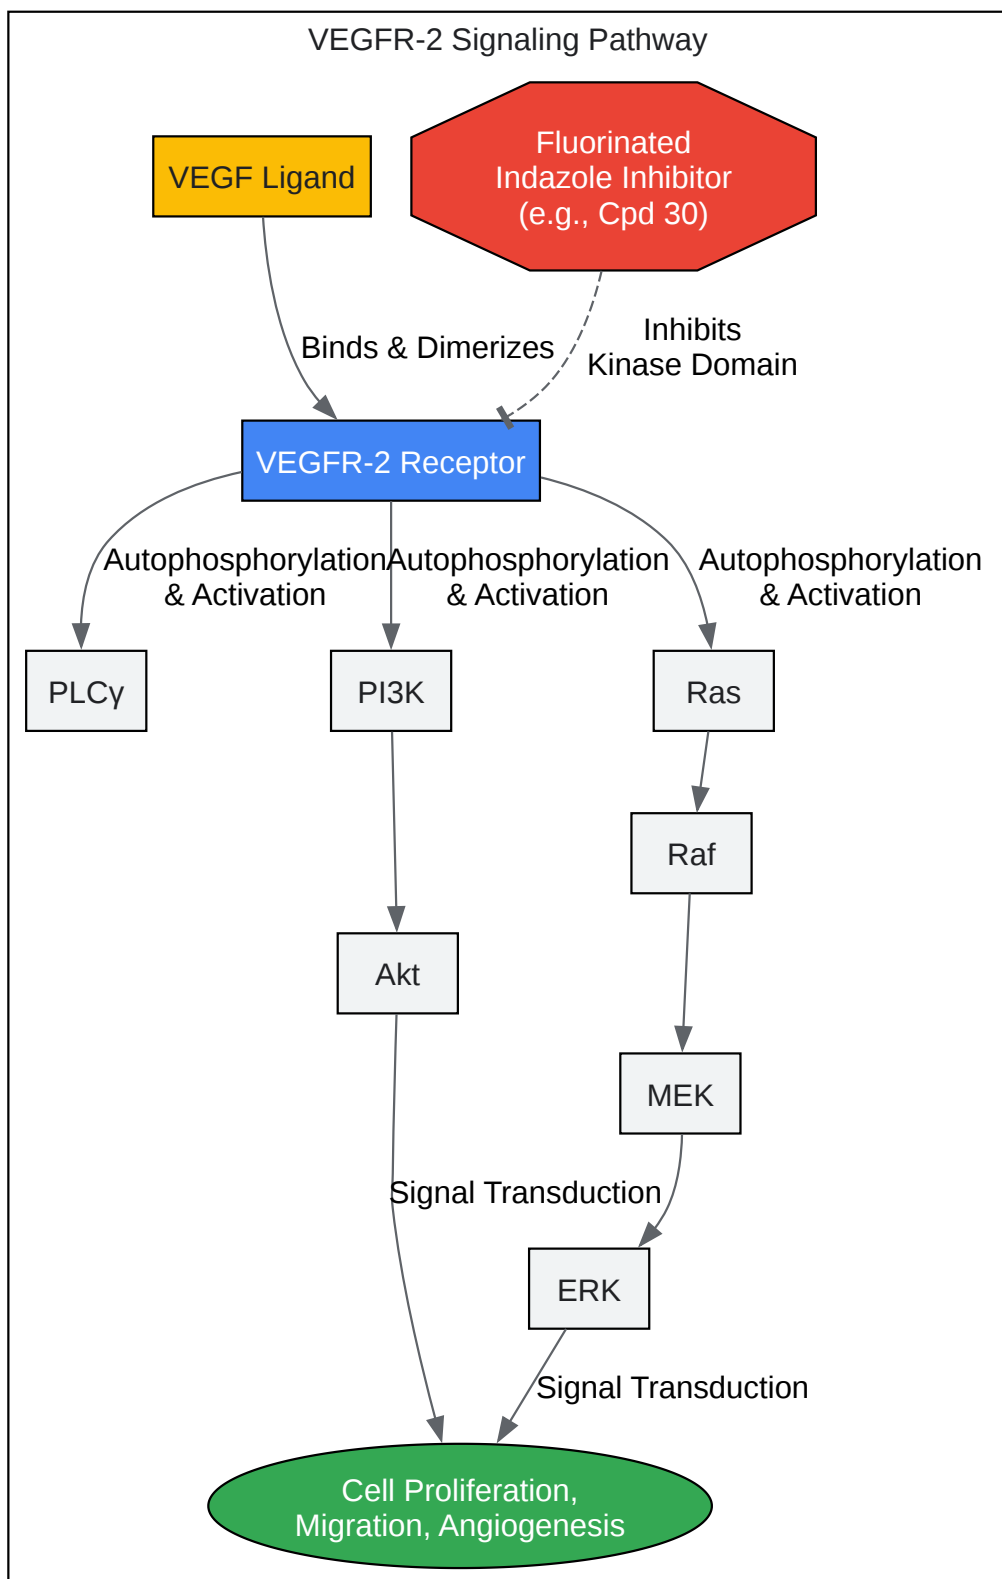 VEGFR-2 Signaling Pathway
VEGF Ligand
Fluorinated
Indazole Inhibitor
(e.g., Cpd 30)
Binds & Dimerizes
Inhibits
Kinase Domain
VEGFR-2 Receptor
Autophosphorylation
& Activation
Autophosphorylation
& Activation
Autophosphorylation
& Activation
PLCγ
PI3K
Ras
Raf
Akt
MEK
Signal Transduction
ERK
Signal Transduction
Cell Proliferation,
Migration, Angiogenesis